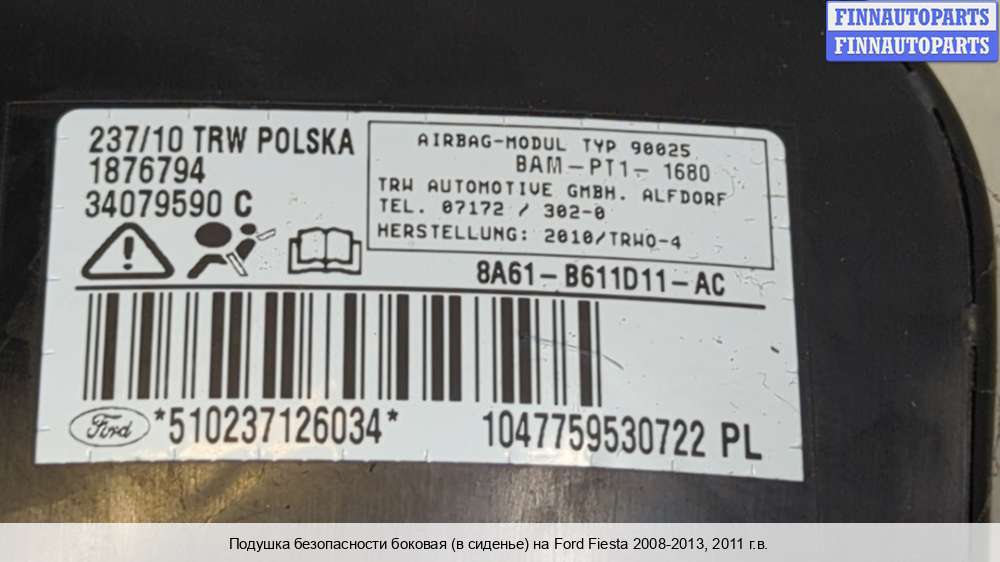 FINNAUTOPARTS
FINNAUTOPARTS
237/10 TRW POLSKA
1876794
34079590 C
AIRBAG-MODUL TYP 90025
BAM-PT1- 1680
TRW AUTOMOTIVE GMBH. ALFDORF
TEL. 07172 / 302-0
HERSTELLUNG: 2010/TRWO-4
8A61-B611D11-AC
Ford *510237126034* 1047759530722 PL
Подушка безопасности боковая (в сиденье) на Ford Fiesta 2008-2013, 2011 г.в.